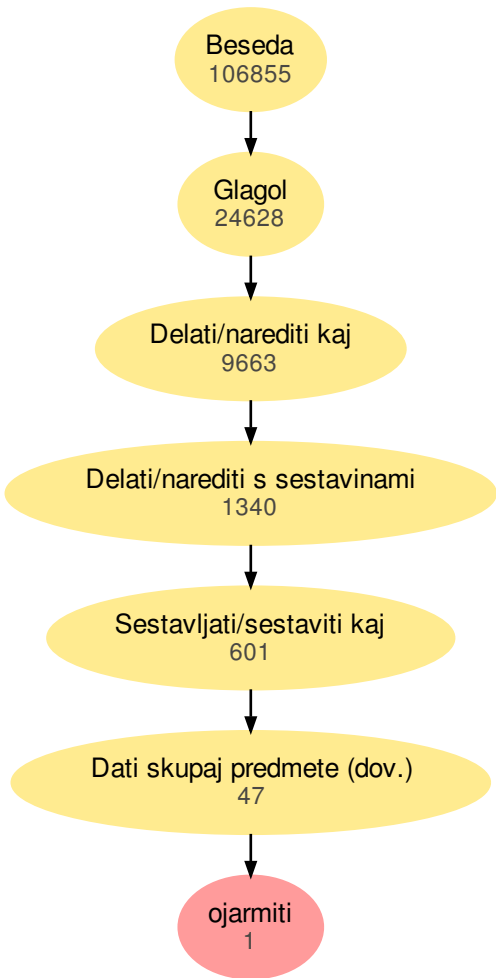 Beseda
106855
Glagol
24628
Delati/narediti kaj
9663
Delati/narediti s sestavinami
1340
Sestavljati/sestaviti kaj
601
Dati skupaj predmete (dov.)
47
ojarmiti
1